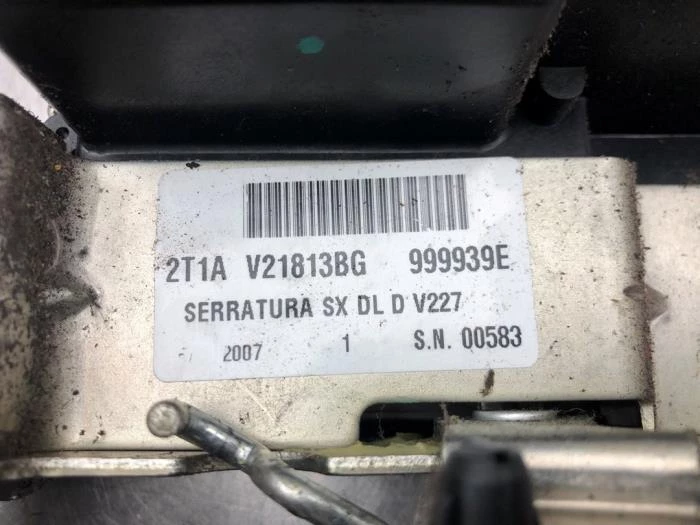 2T1A V21813BG 999939E
SERRATURA SX DL D V227
2007 1 S.N. 00583